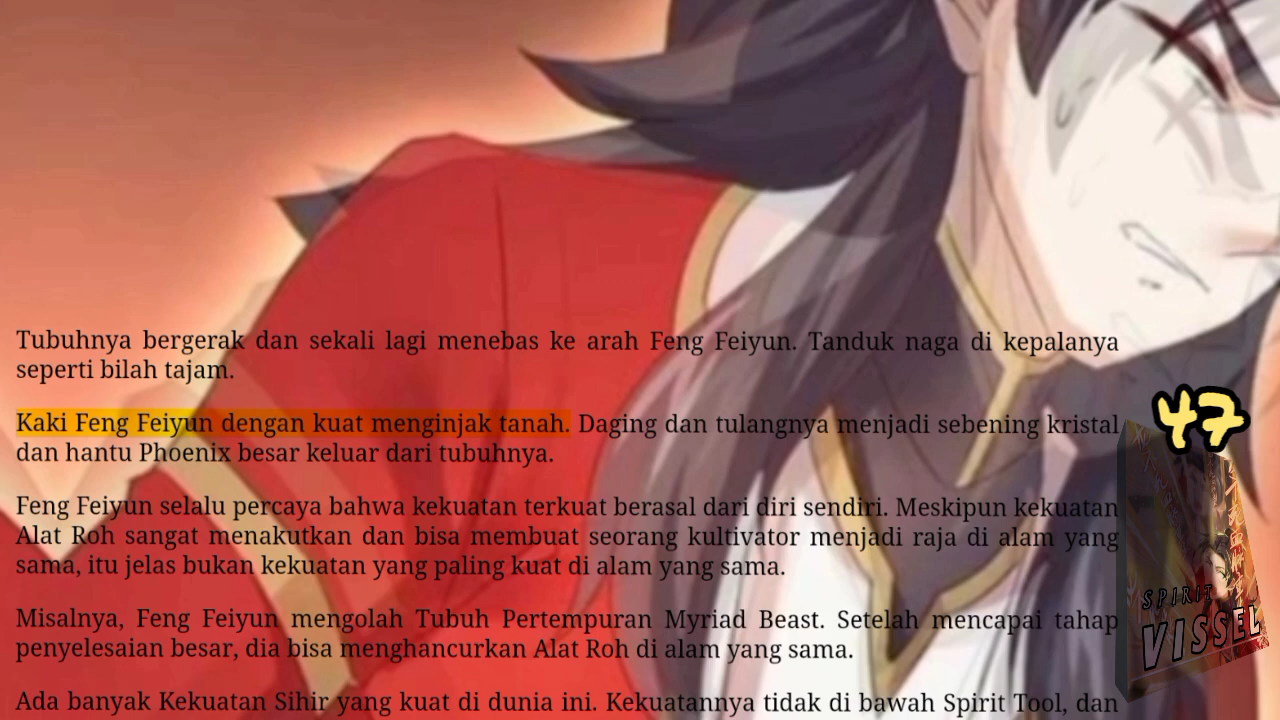 Tubuhnya bergerak dan sekali lagi menebas ke arah Feng Feiyun. Tanduk naga di kepalanya
seperti bilah tajam.
Kaki Feng Feiyun dengan kuat menginjak tanah. Daging dan tulangnya menjadi sebening kristal
dan hantu Phoenix besar keluar dari tubuhnya.
Feng Feiyun selalu percaya bahwa kekuatan terkuat berasal dari diri sendiri. Meskipun kekuatan
Alat Roh sangat menakutkan dan bisa membuat seorang kultivator menjadi raja di alam yang
sama, itu jelas bukan kekuatan yang paling kuat di alam yang sama.
Misalnya, Feng Feiyun mengolah Tubuh Pertempuran Myriad Beast. Setelah mencapai tahap
penyelesaian besar, dia bisa menghancurkan Alat Roh di alam yang sama.
Ada banyak Kekuatan Sihir yang kuat di dunia ini. Kekuatannya tidak di bawah Spirit Tool, dan
47
SPIRIT
VISSEL